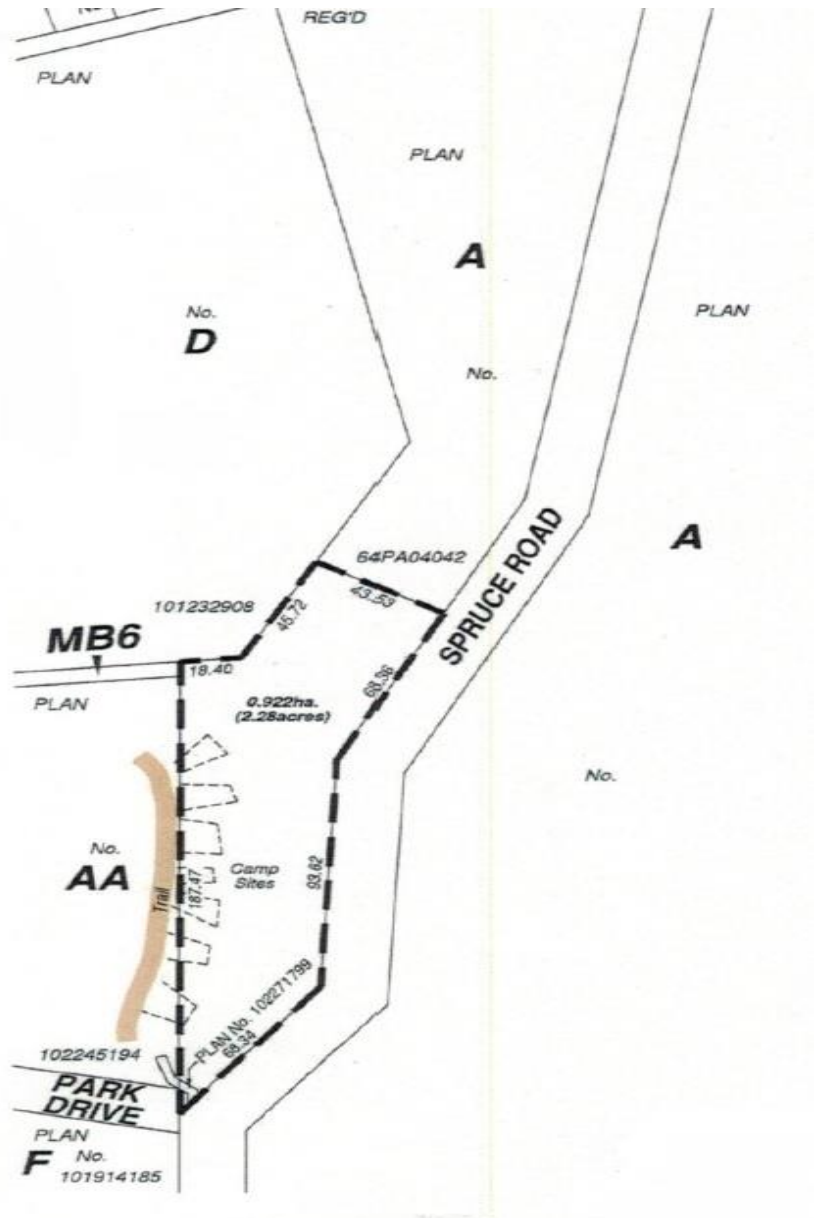 REG'D
PLAN
PLAN
A
No.
D
PLAN
No.
A
SPRUCE ROAD
64PA04042
43.53
101232908
45.72
MB6
18.40
68.36
PLAN
0.922ha.
(2.28acres)
No.
No.
AA
Camp
Sites
93.62
187.47
Trail
PLAN No. 102271799
68.34
102245194
PARK
DRIVE
PLAN
F
No.
101914185